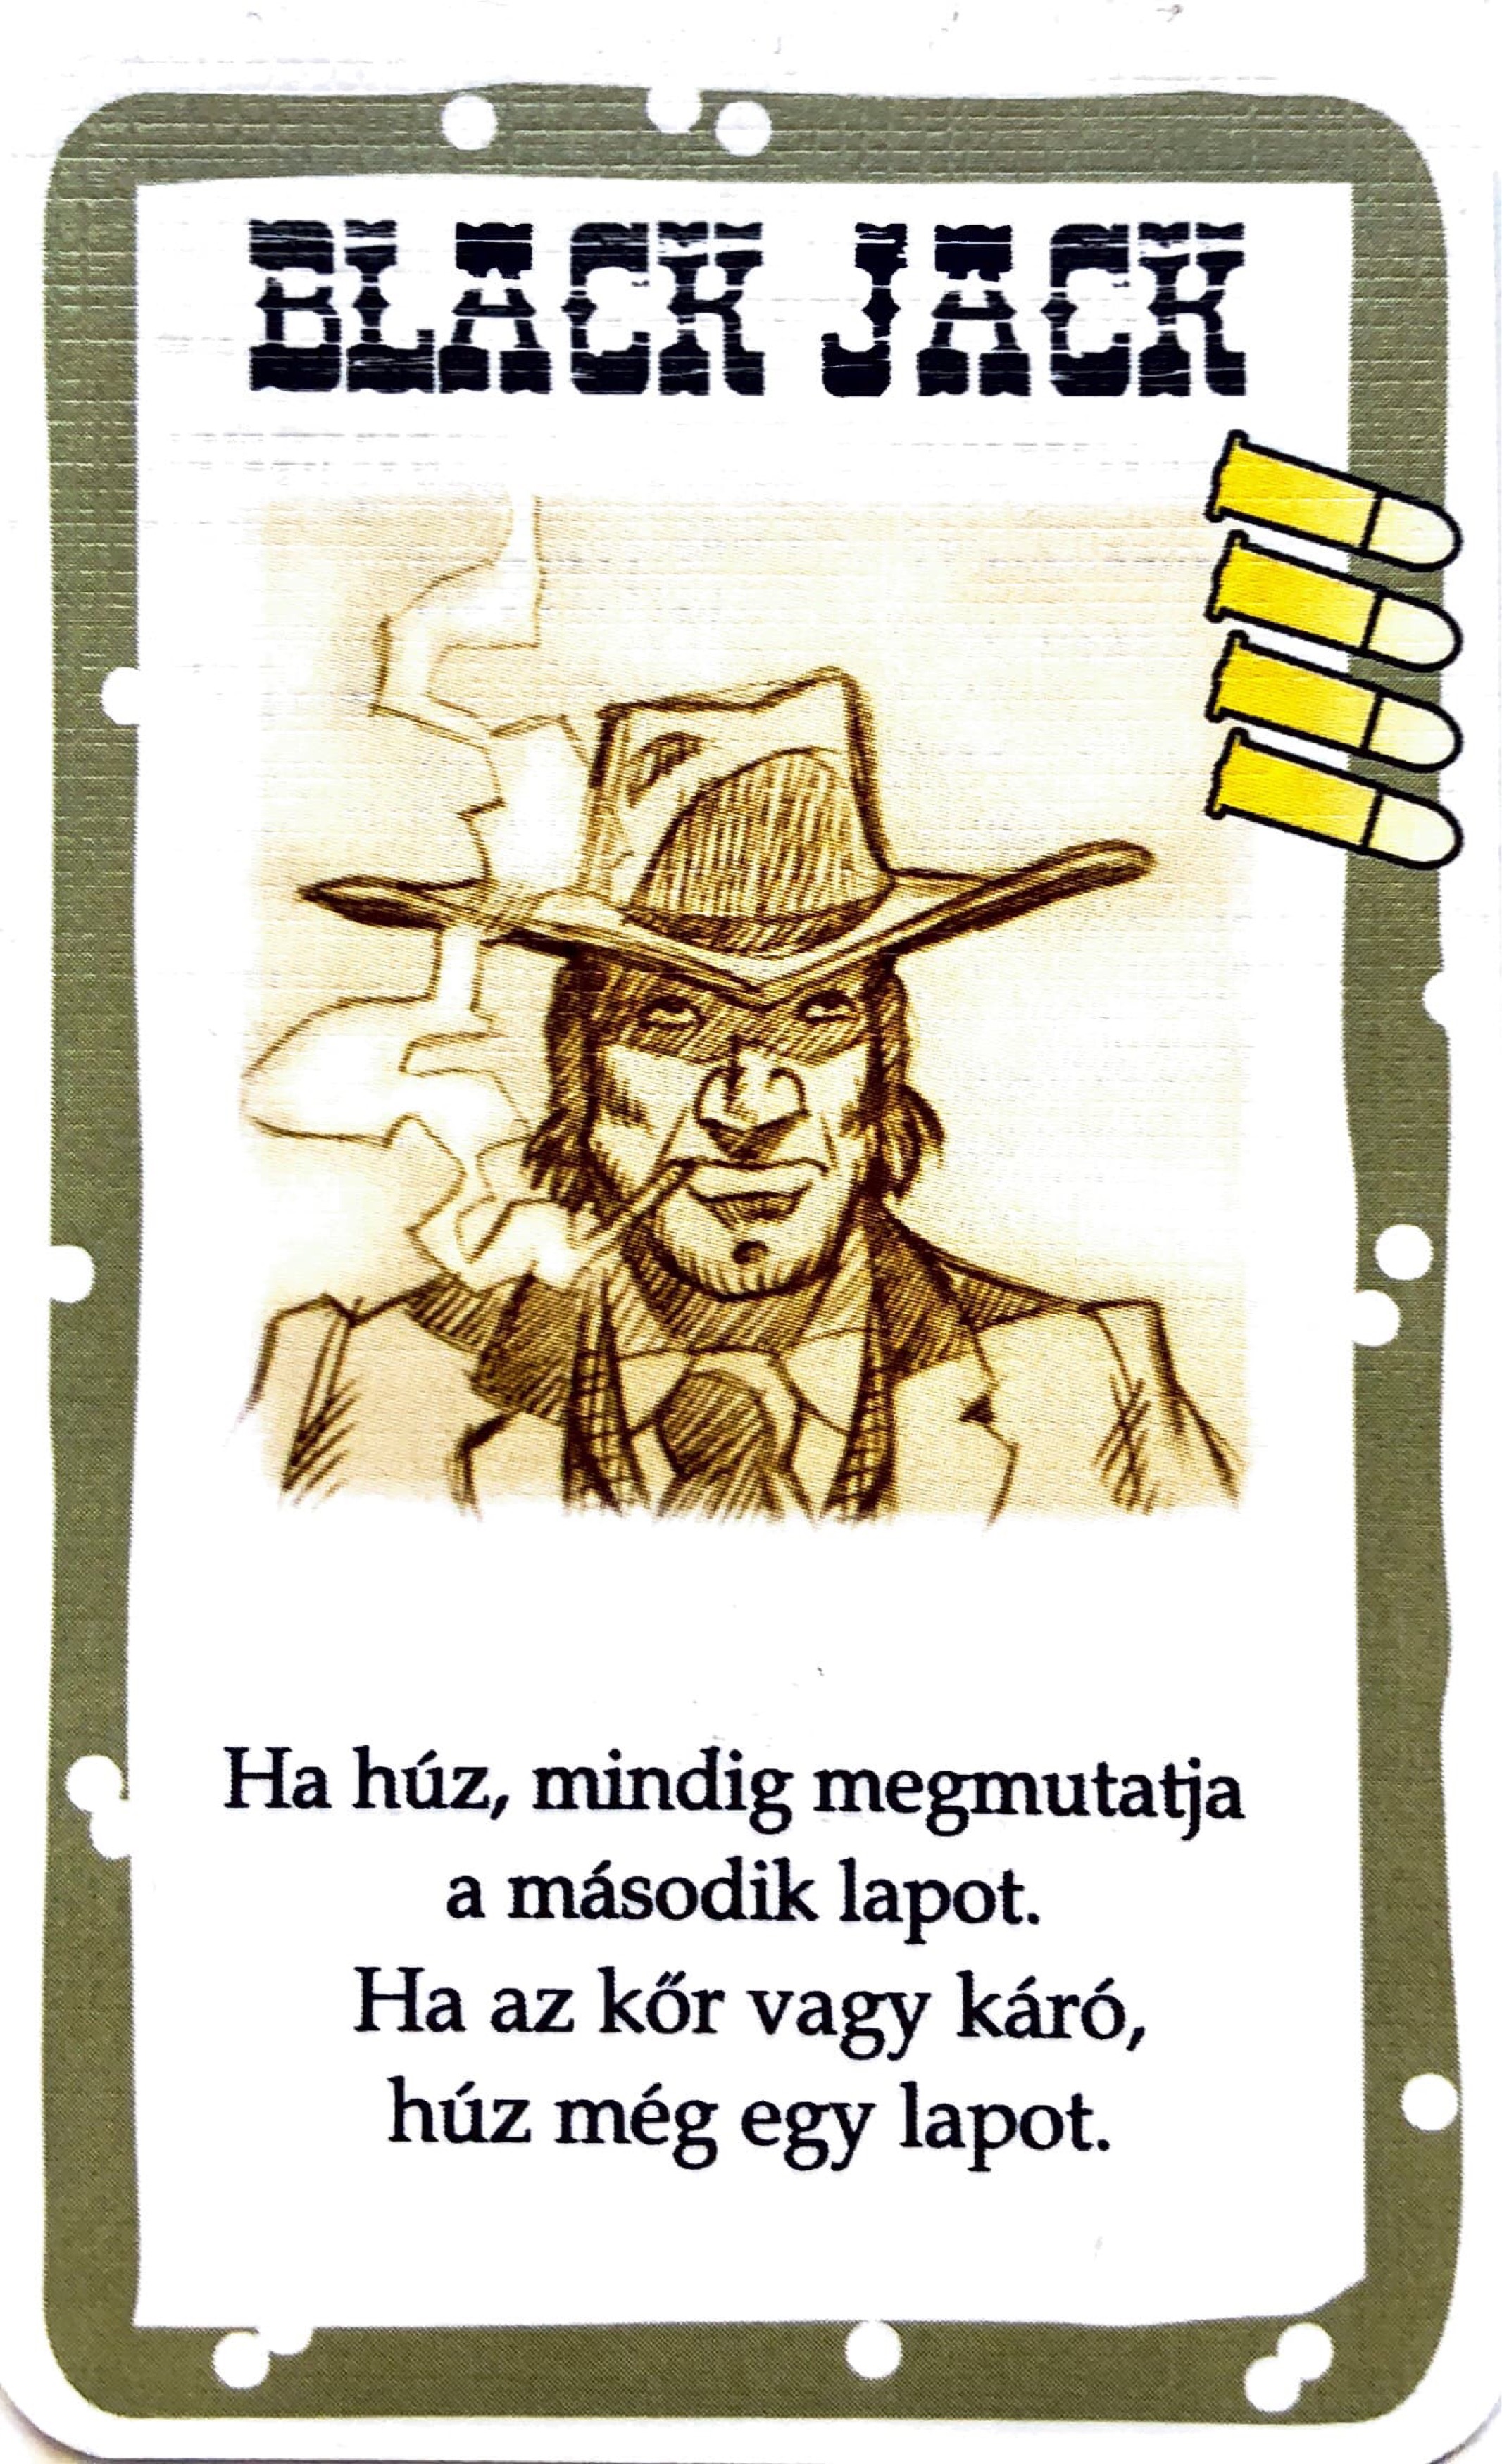 BLACK JACK
Ha húz, mindig megmutatja
a második lapot.
Ha az kőr vagy káró,
húz még egy lapot.